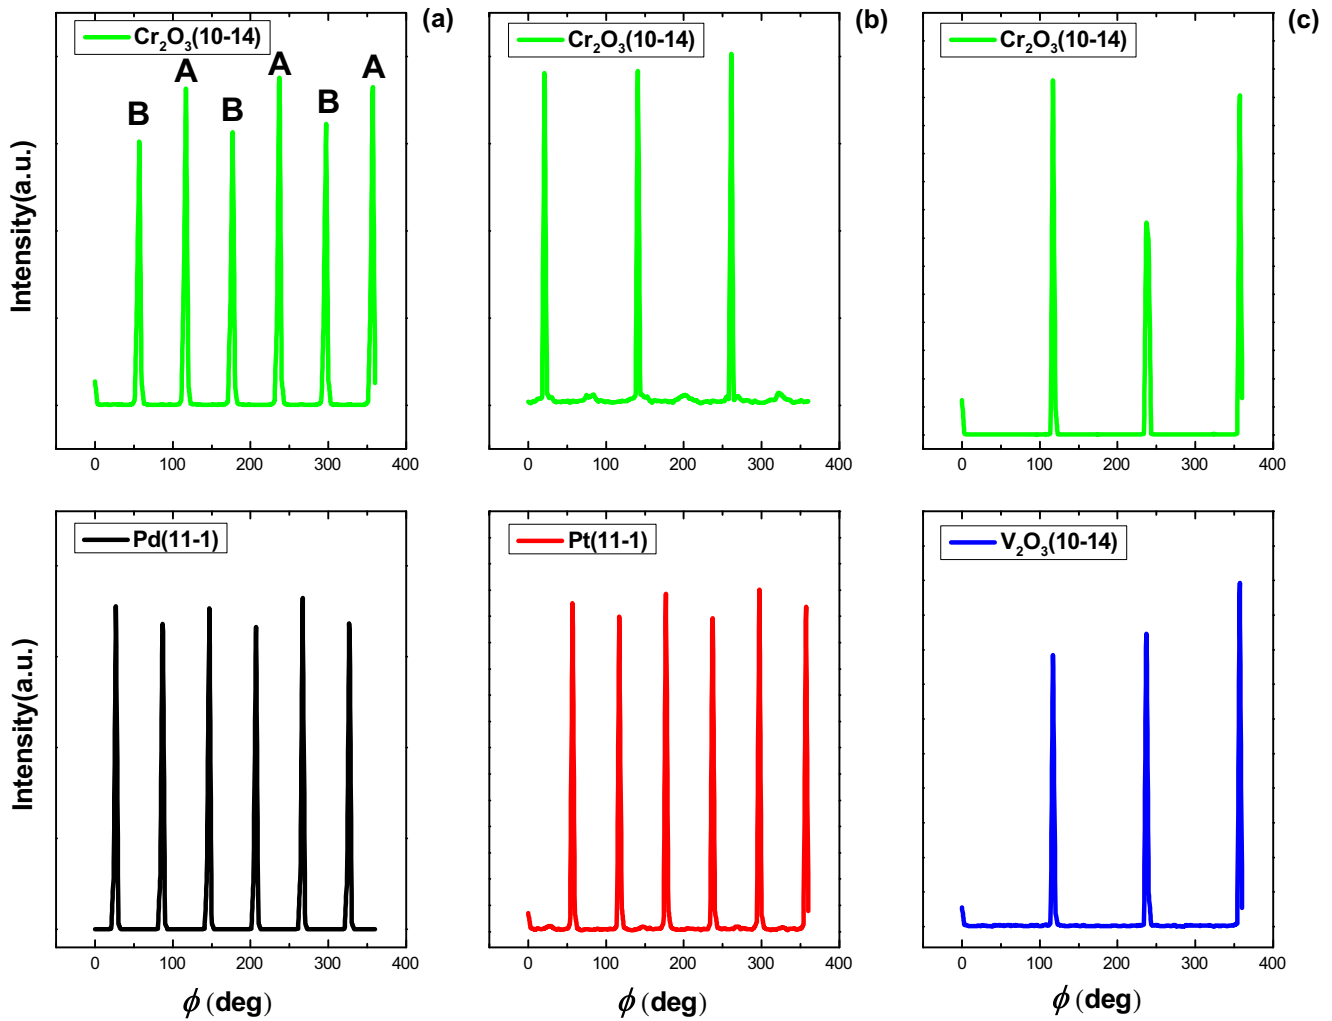 (a)
Cr₂O₃(10-14)
B A B A B A
Intensity(a.u.)
0 100 200 300 400
(b)
Cr₂O₃(10-14)
0 100 200 300 400
(c)
Cr₂O₃(10-14)
0 100 200 300 400
Pd(11-1)
Intensity(a.u.)
0 100 200 300 400
ϕ (deg)
Pt(11-1)
0 100 200 300 400
ϕ (deg)
V₂O₃(10-14)
0 100 200 300 400
ϕ (deg)